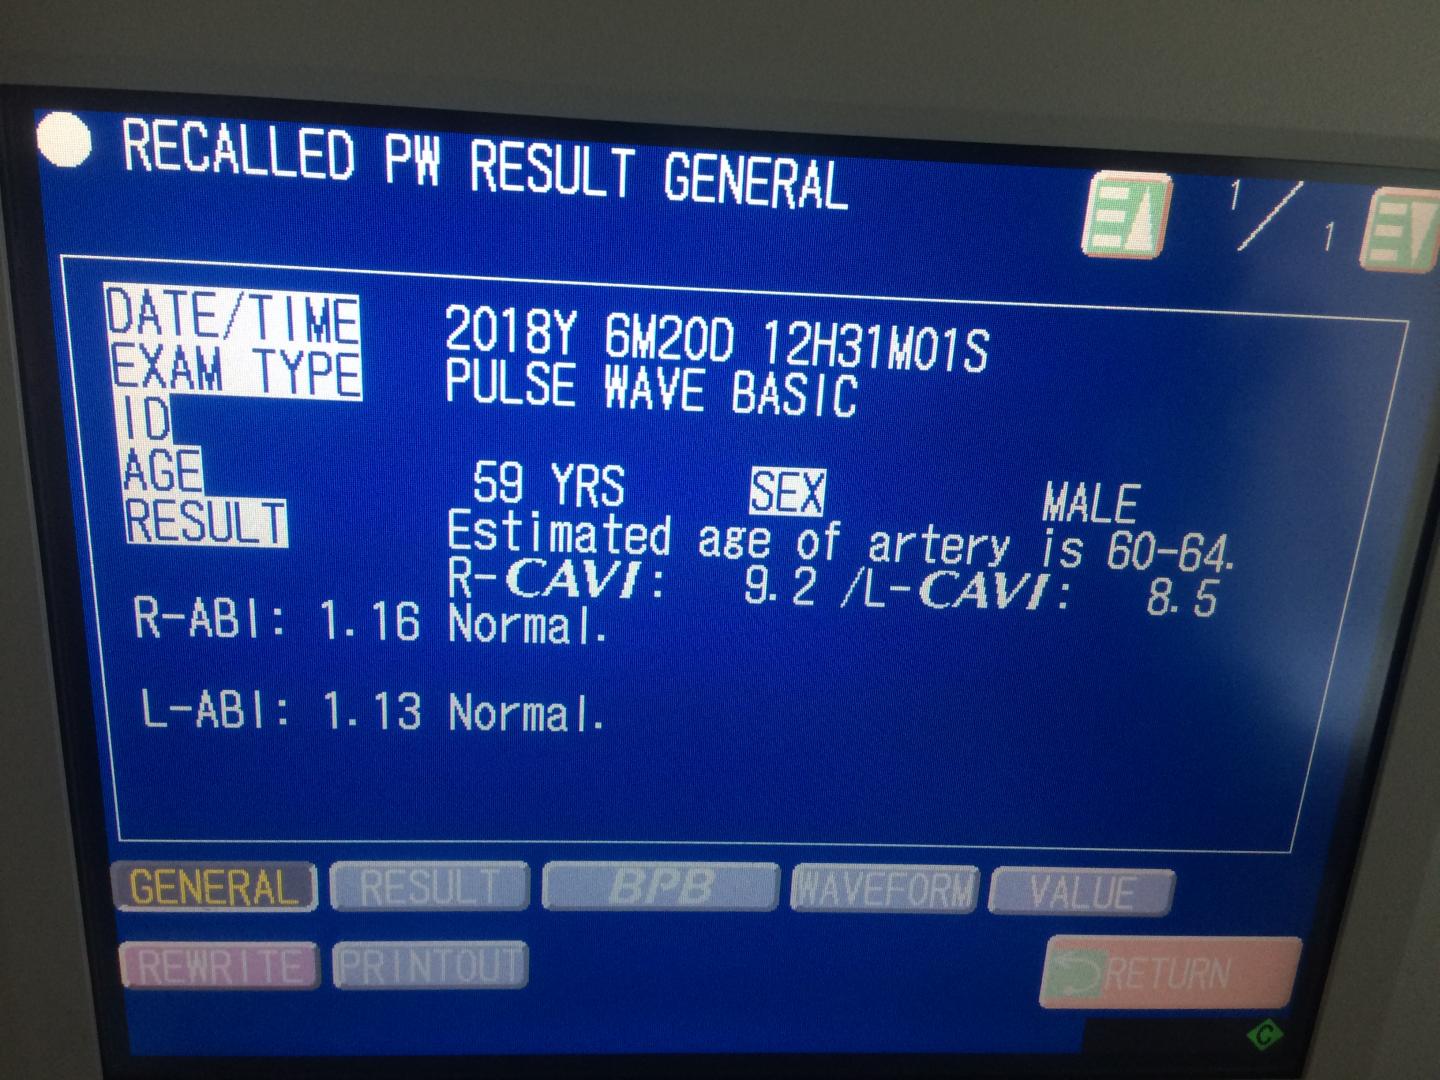 RECALLED PW RESULT GENERAL
1/1
DATE/TIME 2018Y 6M20D 12H31M01S
EXAM TYPE PULSE WAVE BASIC
ID
AGE 59 YRS SEX MALE
RESULT Estimated age of artery is 60-64.
R-CAVI: 9.2 /L-CAVI: 8.5
R-ABI: 1.16 Normal.
L-ABI: 1.13 Normal.
GENERAL RESULT BPB WAVEFORM VALUE
REWRITE PRINTOUT RETURN
C